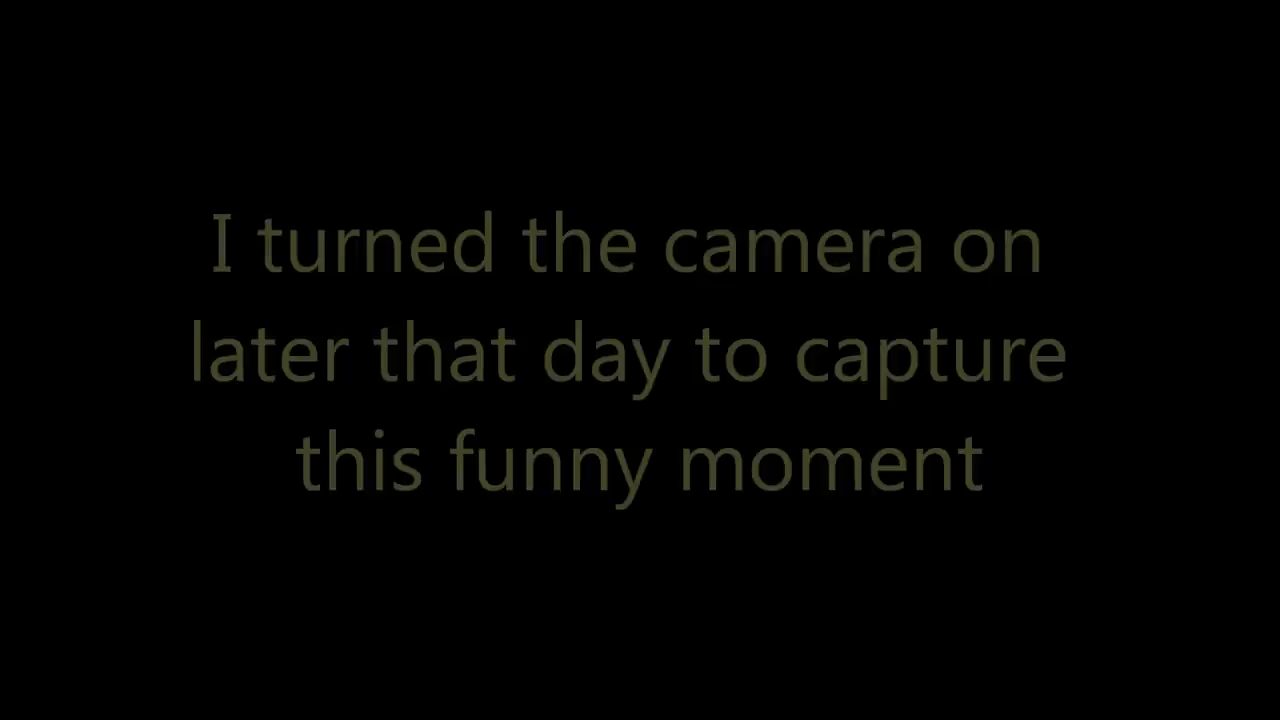 I turned the camera on
later that day to capture
this funny moment